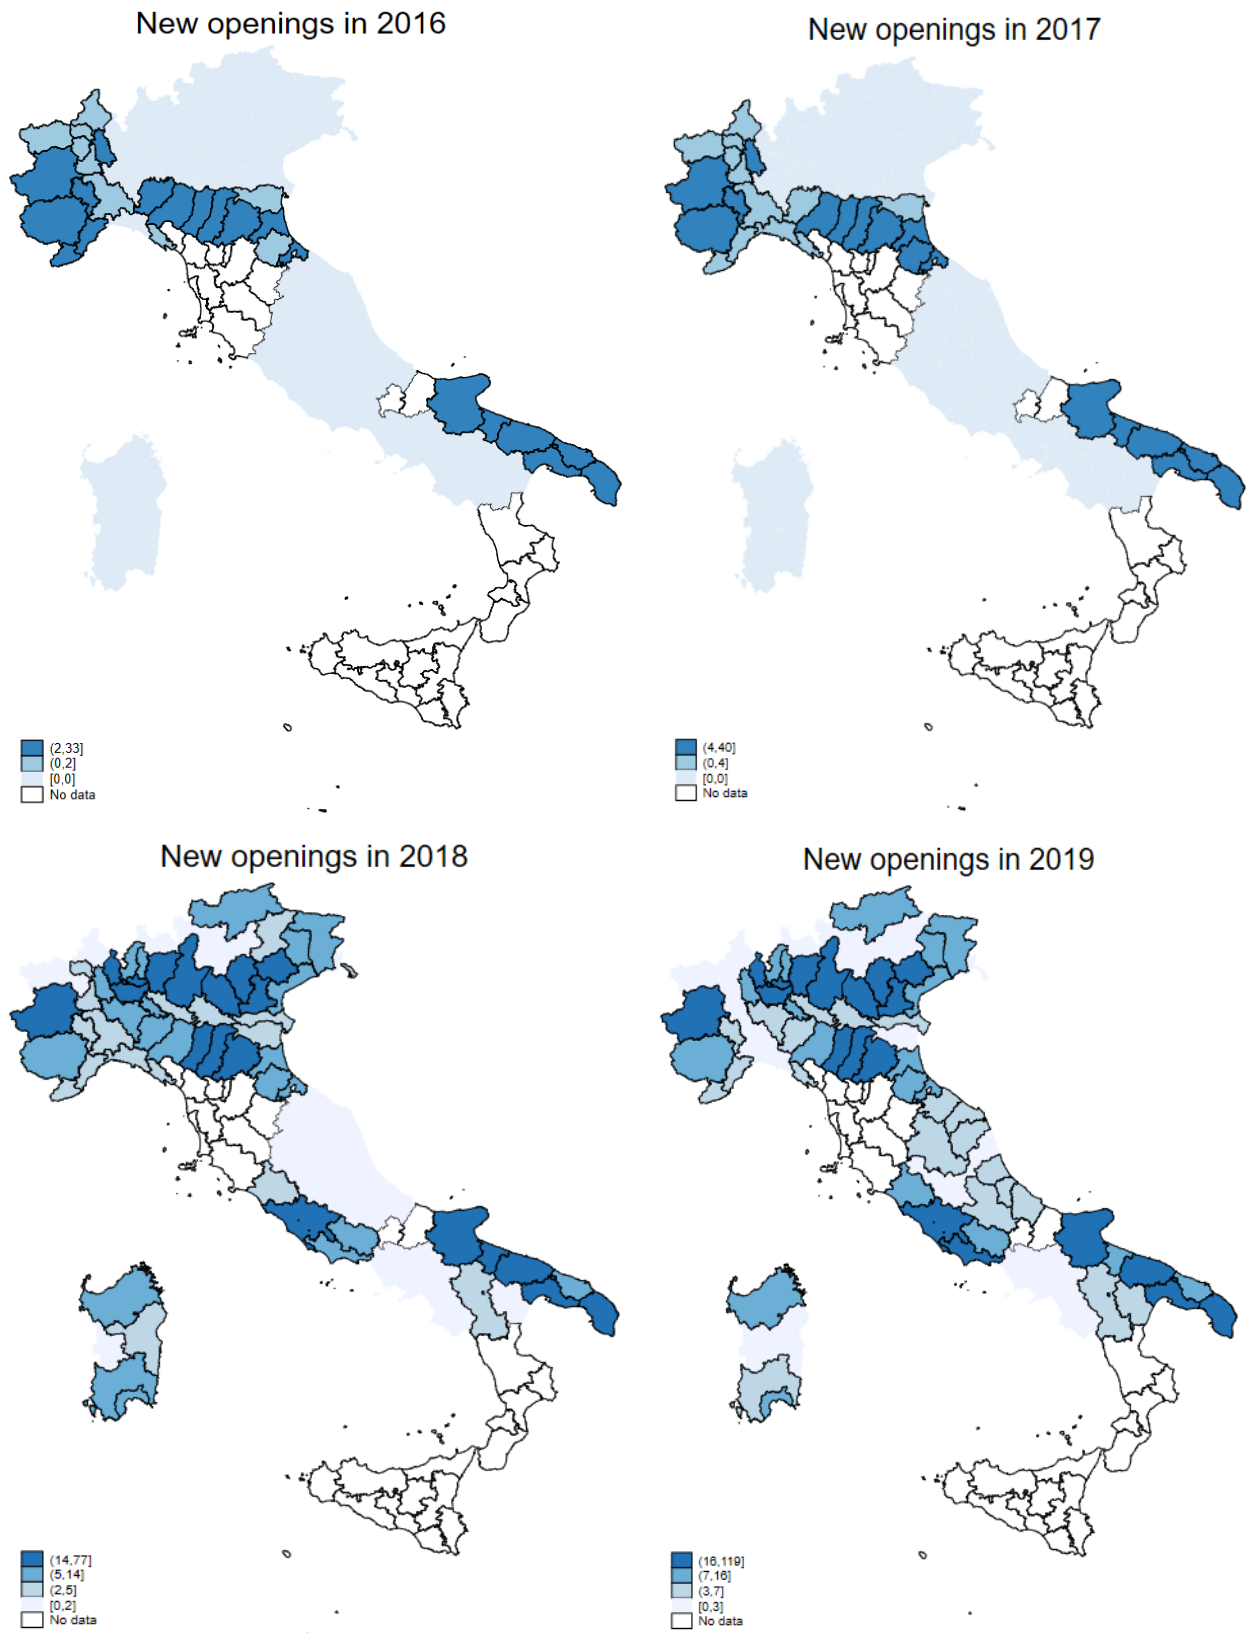 New openings in 2016
(2,33]
(0,2]
[0,0]
No data
New openings in 2017
(4,40]
(0,4]
[0,0]
No data
New openings in 2018
(14,77]
(5,14]
(2,5]
[0,2]
No data
New openings in 2019
(16,119]
(7,16]
(3,7]
[0,3]
No data